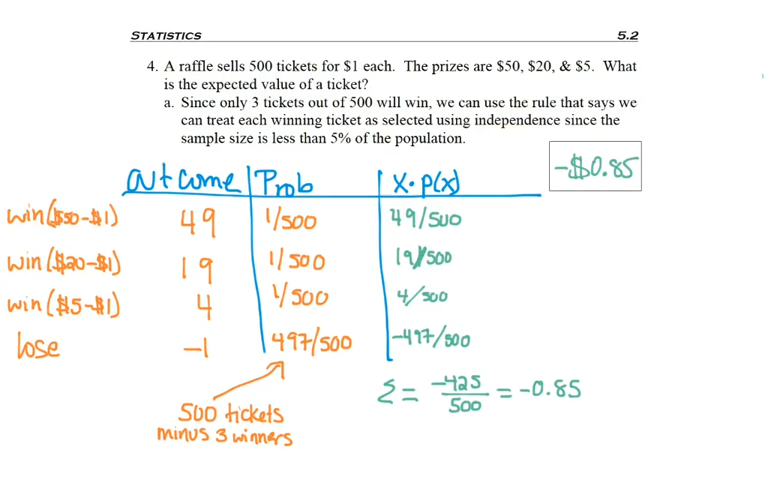 STATISTICS 5.2
4. A raffle sells 500 tickets for $1 each. The prizes are $50, $20, & $5. What
is the expected value of a ticket?
a. Since only 3 tickets out of 500 will win, we can use the rule that says we
can treat each winning ticket as selected using independence since the
sample size is less than 5% of the population.
-$0.85
outcome Prob x·p(x)
win($50-$1) 49 1/500 49/500
win($20-$1) 19 1/500 19/500
win($5-$1) 4 1/500 4/500
lose -1 497/500 -497/500
Σ = -425/500 = -0.85
500 tickets
minus 3 winners